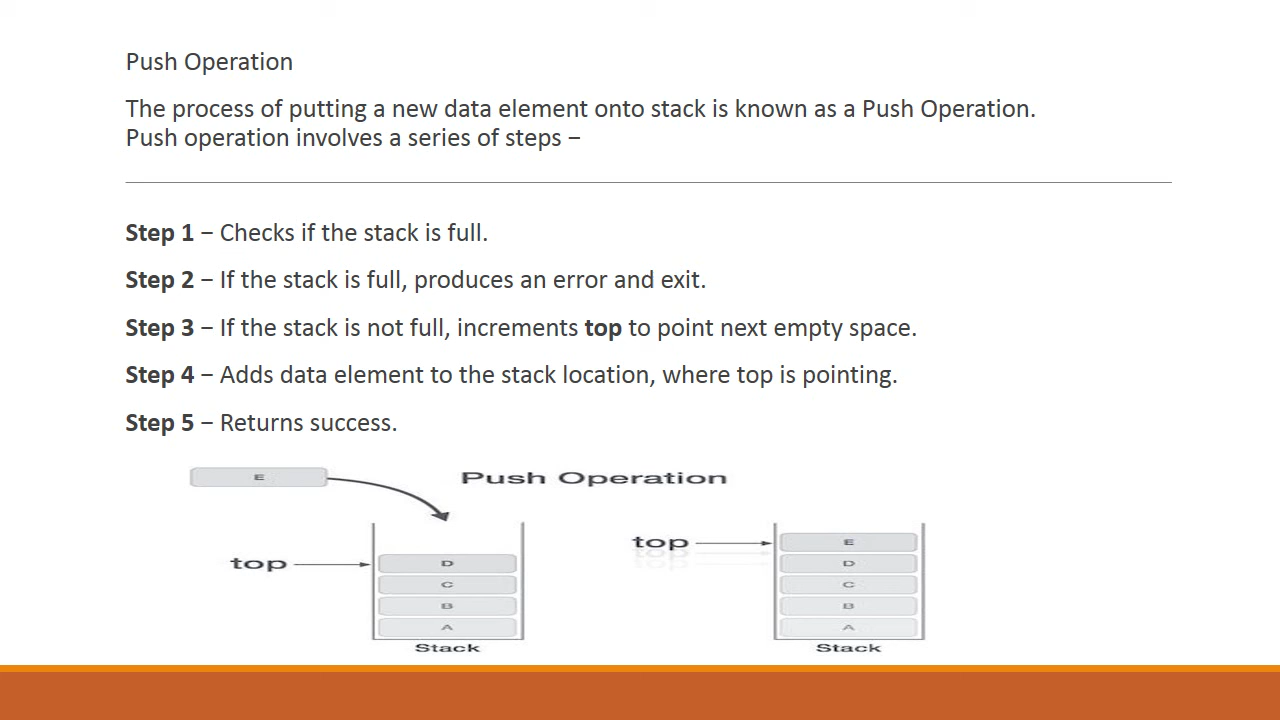 Push Operation
The process of putting a new data element onto stack is known as a Push Operation.
Push operation involves a series of steps −
Step 1 − Checks if the stack is full.
Step 2 − If the stack is full, produces an error and exit.
Step 3 − If the stack is not full, increments top to point next empty space.
Step 4 − Adds data element to the stack location, where top is pointing.
Step 5 − Returns success.
E
Push Operation
top
D
C
B
A
Stack
top
E
D
C
B
A
Stack